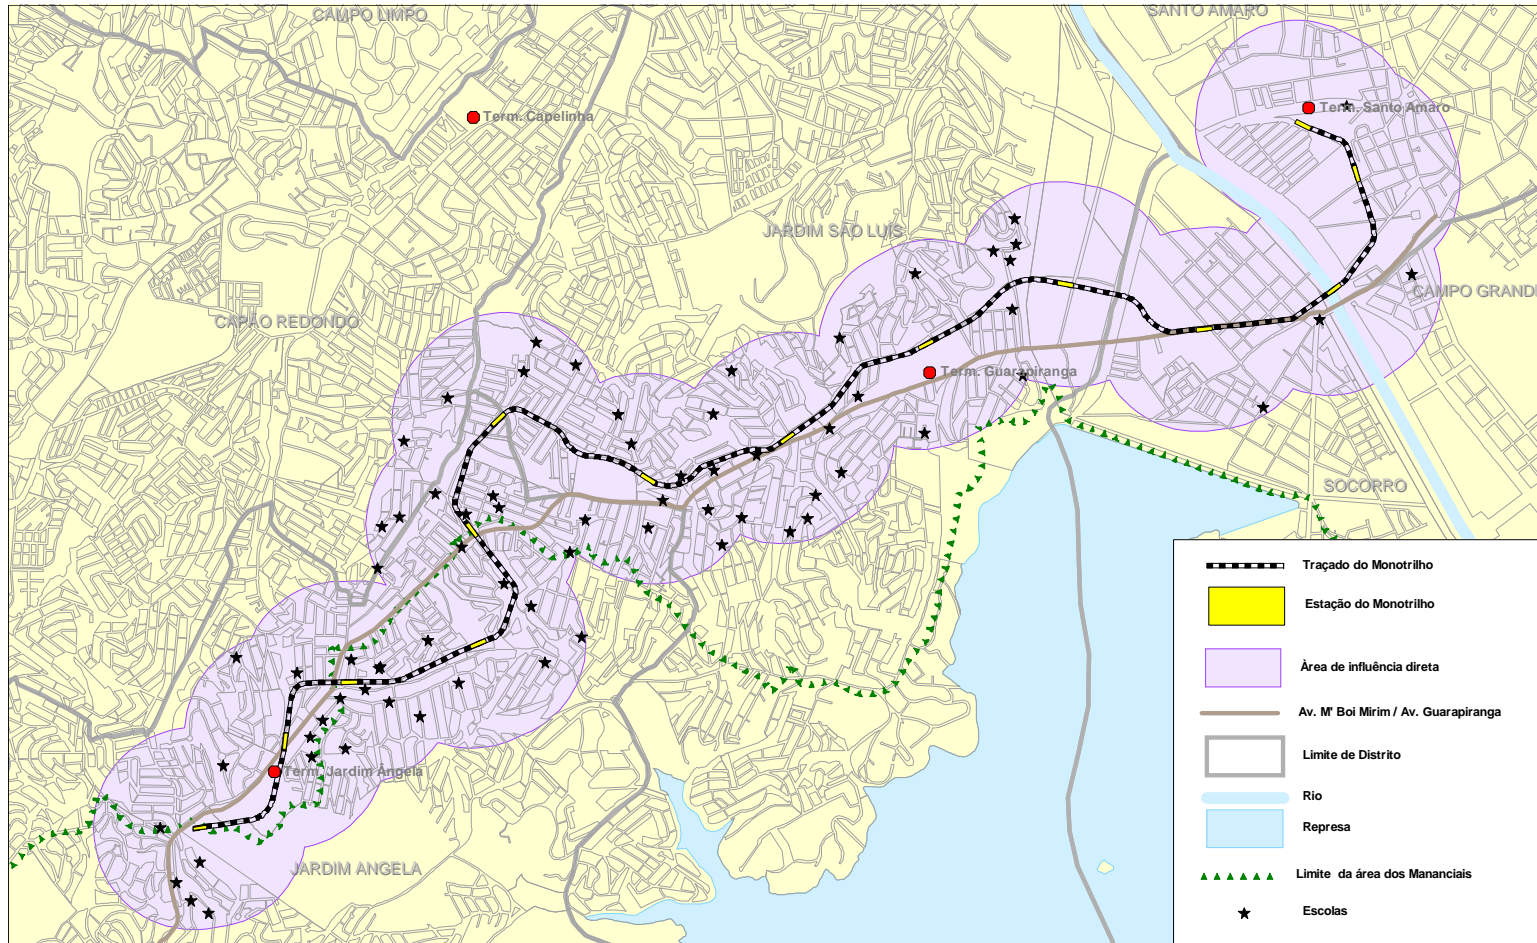 CAMPO LIMPO
SANTO AMARO
Term. Capelinha
Term. Santo Amaro
JARDIM SÃO LUÍS
CAPÃO REDONDO
CAMPO GRANDE
Term. Guarapiranga
SOCORRO
Term. Jardim Ângela
JARDIM ANGELA
Traçado do Monotrilho
Estação do Monotrilho
Àrea de influência direta
Av. M' Boi Mirim / Av. Guarapiranga
Limite de Distrito
Rio
Represa
Limite da área dos Mananciais
Escolas